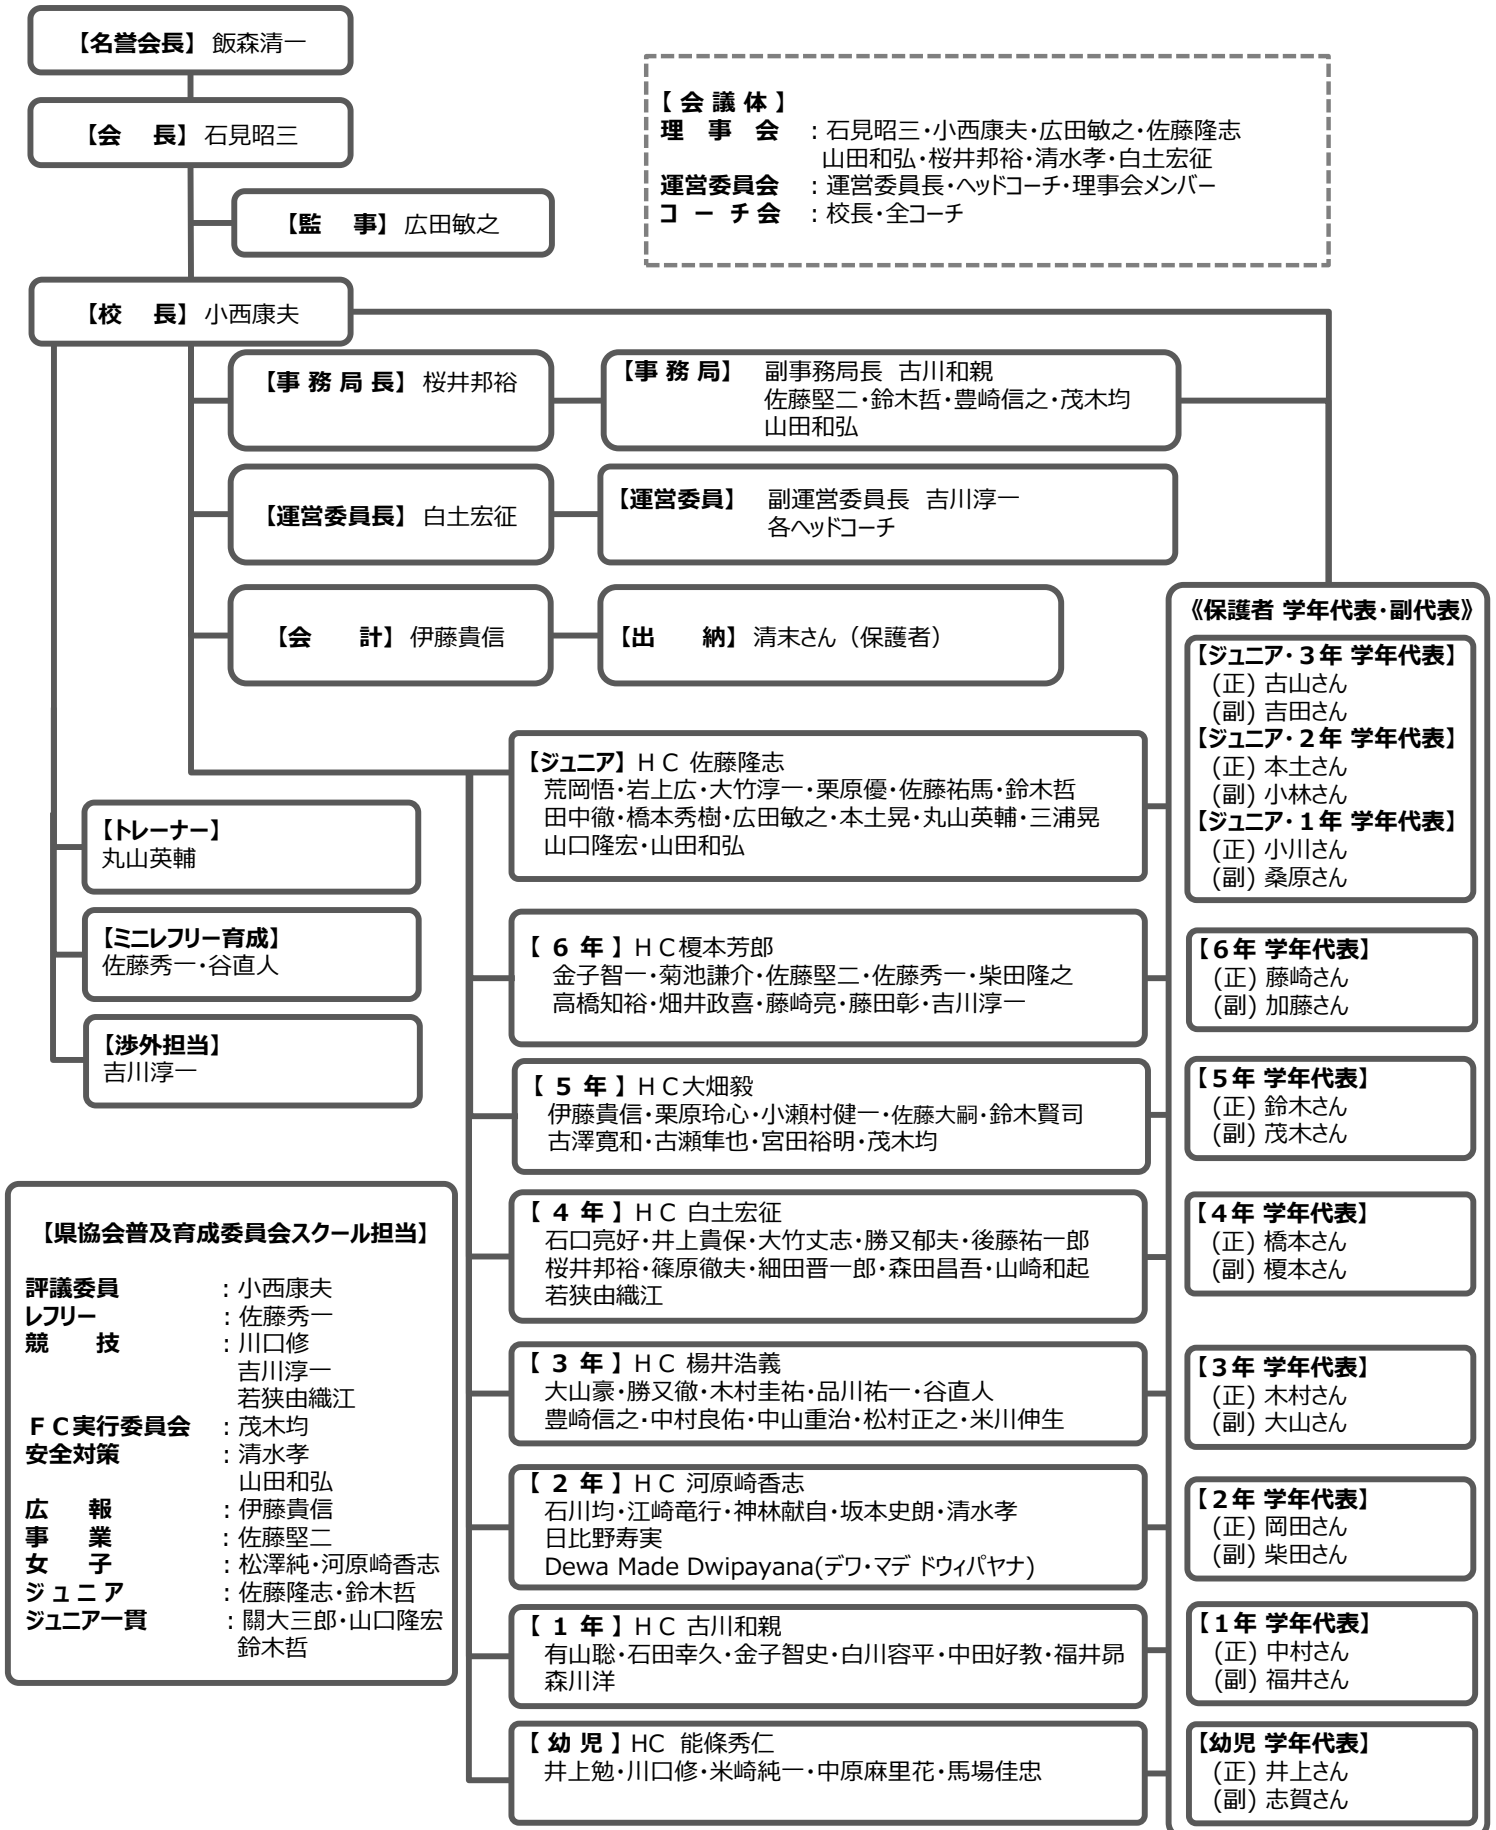 【名誉会長】 飯森清一
【会　長】 石見昭三
【監　事】 広田敏之
【校　長】 小西康夫
【 会 議 体 】
理　事　会　：石見昭三･小西康夫･広田敏之･佐藤隆志
山田和弘･桜井邦裕･清水孝･白土宏征
運営委員会　：運営委員長･ヘッドコーチ･理事会メンバー
コ － チ 会　：校長･全コーチ
【事 務 局 長】 桜井邦裕
【事 務 局】　副事務局長 古川和親
佐藤堅二･鈴木哲･豊崎信之･茂木均
山田和弘
【運営委員長】 白土宏征
【運営委員】　副運営委員長 吉川淳一
各ヘッドコーチ
【会　　計】 伊藤貴信
【出　　納】 清末さん（保護者）
【トレーナー】
丸山英輔
【ミニレフリー育成】
佐藤秀一･谷直人
【渉外担当】
吉川淳一
【県協会普及育成委員会スクール担当】
評議委員　：小西康夫
レフリー　：佐藤秀一
競　　技　：川口修
吉川淳一
若狭由織江
ＦＣ実行委員会　：茂木均
安全対策　：清水孝
山田和弘
広　　報　：伊藤貴信
事　　業　：佐藤堅二
女　　子　：松澤純･河原崎香志
ジ ュ ニ ア　：佐藤隆志･鈴木哲
ジュニア一貫　：關大三郎･山口隆宏
鈴木哲
【ジュニア】ＨＣ 佐藤隆志
荒岡悟･岩上広･大竹淳一･栗原優･佐藤祐馬･鈴木哲
田中徹･橋本秀樹･広田敏之･本土晃･丸山英輔･三浦晃
山口隆宏･山田和弘
【 ６ 年 】ＨＣ榎本芳郎
金子智一･菊池謙介･佐藤堅二･佐藤秀一･柴田隆之
高橋知裕･畑井政喜･藤崎亮･藤田彰･吉川淳一
【 ５ 年 】ＨＣ大畑毅
伊藤貴信･栗原玲心･小瀬村健一･佐藤大嗣･鈴木賢司
古澤寛和･古瀬隼也･宮田裕明･茂木均
【 ４ 年 】ＨＣ 白土宏征
石口亮好･井上貴保･大竹丈志･勝又郁夫･後藤祐一郎
桜井邦裕･篠原徹夫･細田晋一郎･森田昌吾･山崎和起
若狭由織江
【 ３ 年 】ＨＣ 楊井浩義
大山豪･勝又徹･木村圭祐･品川祐一･谷直人
豊崎信之･中村良佑･中山重治･松村正之･米川伸生
【 ２ 年 】ＨＣ 河原崎香志
石川均･江崎竜行･神林献自･坂本史朗･清水孝
日比野寿実
Dewa Made Dwipayana(デワ･マデ ドウィパヤナ)
【 １ 年 】ＨＣ 古川和親
有山聡･石田幸久･金子智史･白川容平･中田好教･福井昴
森川洋
【 幼 児 】HC 能條秀仁
井上勉･川口修･米崎純一･中原麻里花･馬場佳忠
《保護者 学年代表･副代表》
【ジュニア･３年 学年代表】
(正) 古山さん
(副) 吉田さん
【ジュニア･２年 学年代表】
(正) 本土さん
(副) 小林さん
【ジュニア･１年 学年代表】
(正) 小川さん
(副) 桑原さん
【６年 学年代表】
(正) 藤崎さん
(副) 加藤さん
【５年 学年代表】
(正) 鈴木さん
(副) 茂木さん
【４年 学年代表】
(正) 橋本さん
(副) 榎本さん
【３年 学年代表】
(正) 木村さん
(副) 大山さん
【２年 学年代表】
(正) 岡田さん
(副) 柴田さん
【１年 学年代表】
(正) 中村さん
(副) 福井さん
【幼児 学年代表】
(正) 井上さん
(副) 志賀さん